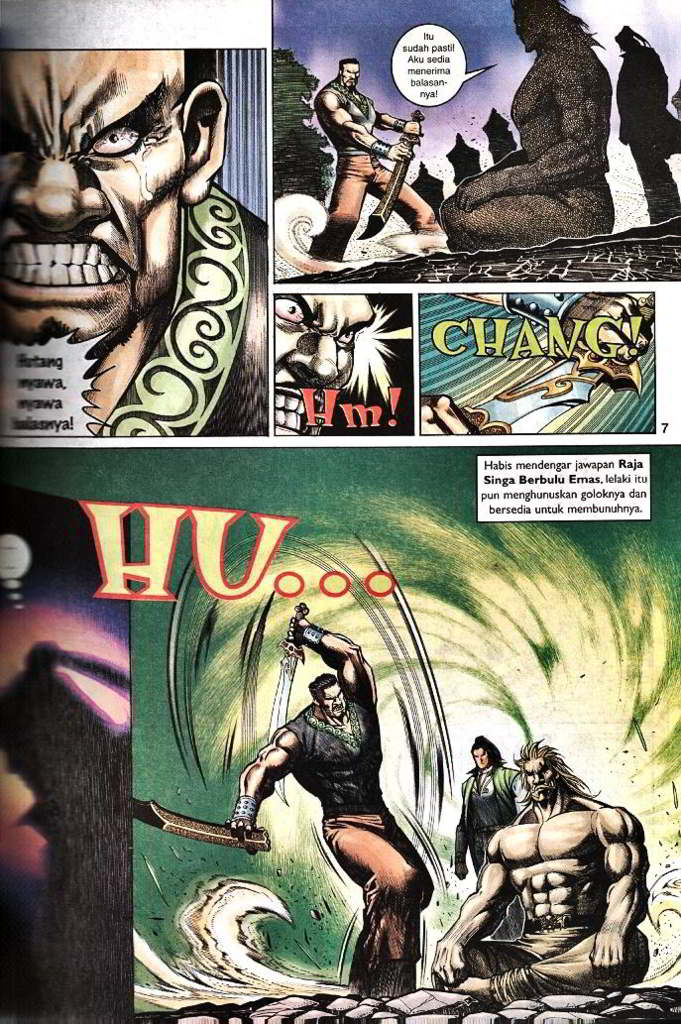 Itu
sudah pasti!
Aku sedia
menerima
balasan-
nya!
Hutang
nyawa,
nyawa
balasnya!
Hm!
CHANG!
7
Habis mendengar jawapan Raja
Singa Berbulu Emas, lelaki itu
pun menghunuskan goloknya dan
bersedia untuk membunuhnya.
HU...